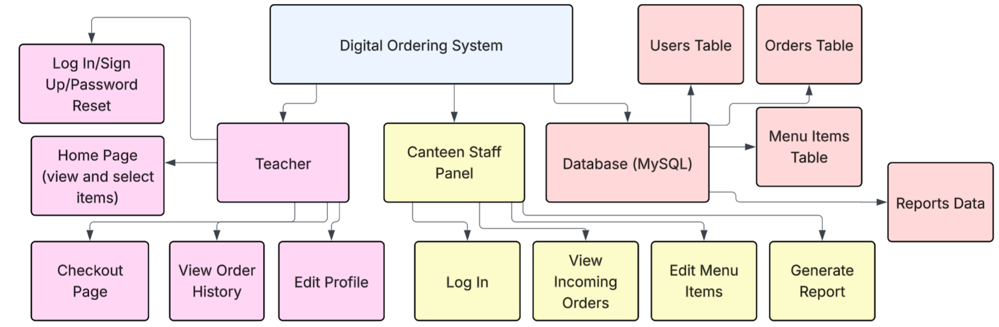 Digital Ordering System
Users Table
Orders Table
Log In/Sign
Up/Password
Reset
Home Page
(view and select
items)
Teacher
Canteen Staff
Panel
Database (MySQL)
Menu Items
Table
Reports Data
Checkout
Page
View Order
History
Edit Profile
Log In
View
Incoming
Orders
Edit Menu
Items
Generate
Report